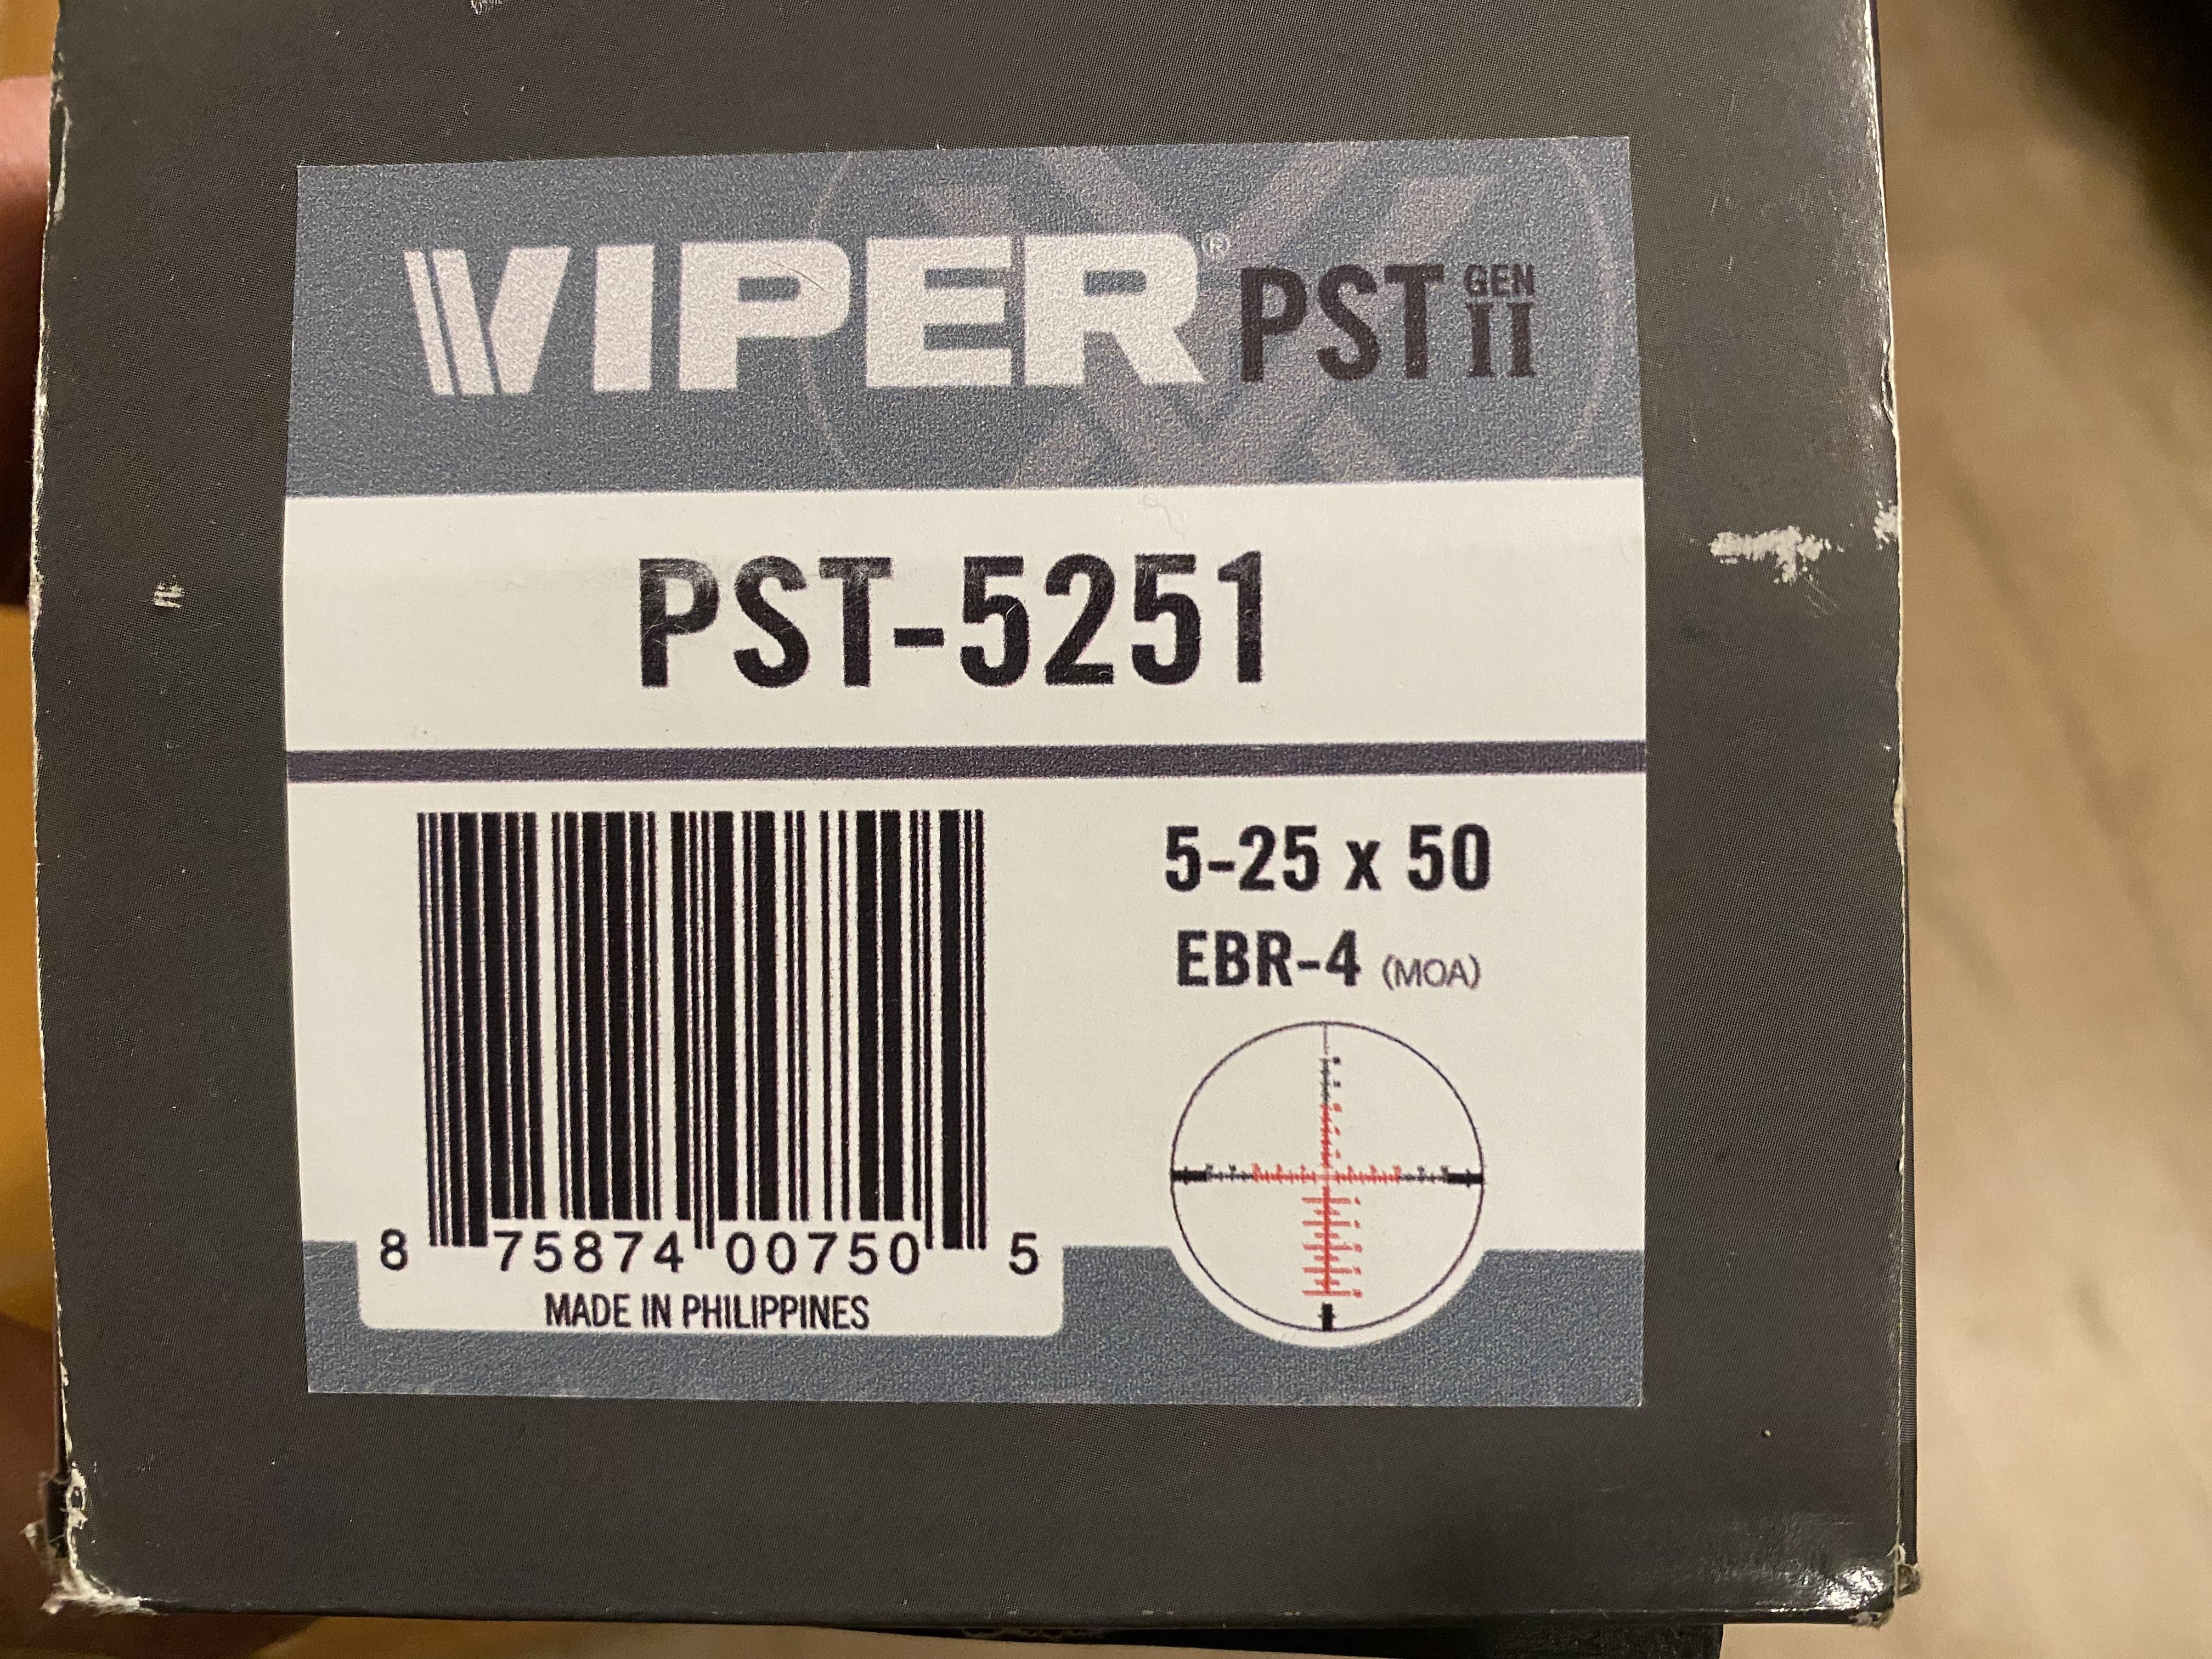 VIPER® PST GEN II
PST-5251
5-25 x 50
EBR-4 (MOA)
8 75874 00750 5
MADE IN PHILIPPINES